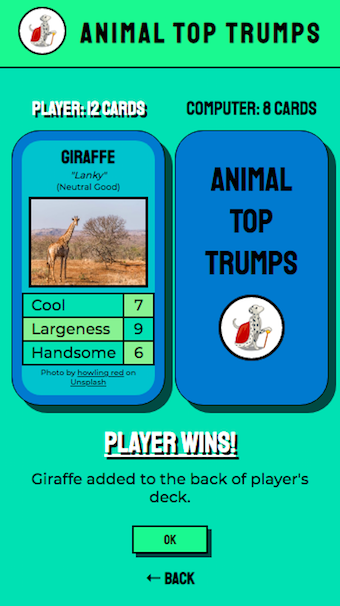 ANIMAL TOP TRUMPS
PLAYER: 12 CARDS
COMPUTER: 8 CARDS
GIRAFFE
"Lanky"
(Neutral Good)
Cool 7
Largeness 9
Handsome 6
Photo by howling red on
Unsplash
ANIMAL
TOP
TRUMPS
PLAYER WINS!
Giraffe added to the back of player's
deck.
OK
← BACK